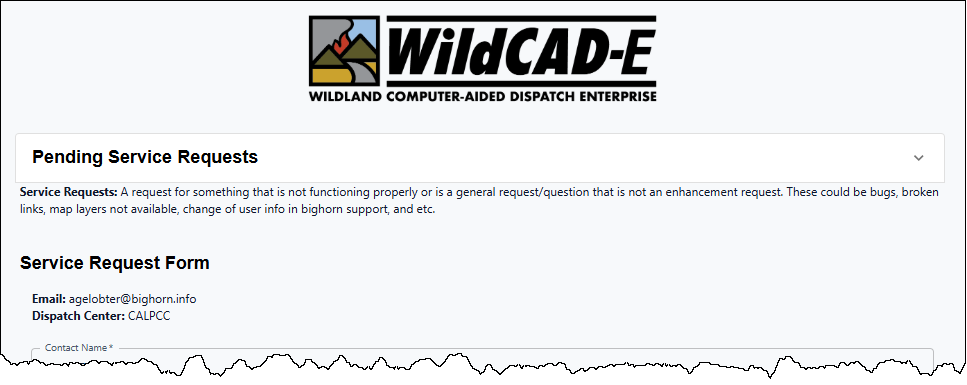 WildCAD-E
WILDLAND COMPUTER-AIDED DISPATCH ENTERPRISE
Pending Service Requests
Service Requests: A request for something that is not functioning properly or is a general request/question that is not an enhancement request. These could be bugs, broken
links, map layers not available, change of user info in bighorn support, and etc.
Service Request Form
Email: agelobter@bighorn.info
Dispatch Center: CALPCC
Contact Name *